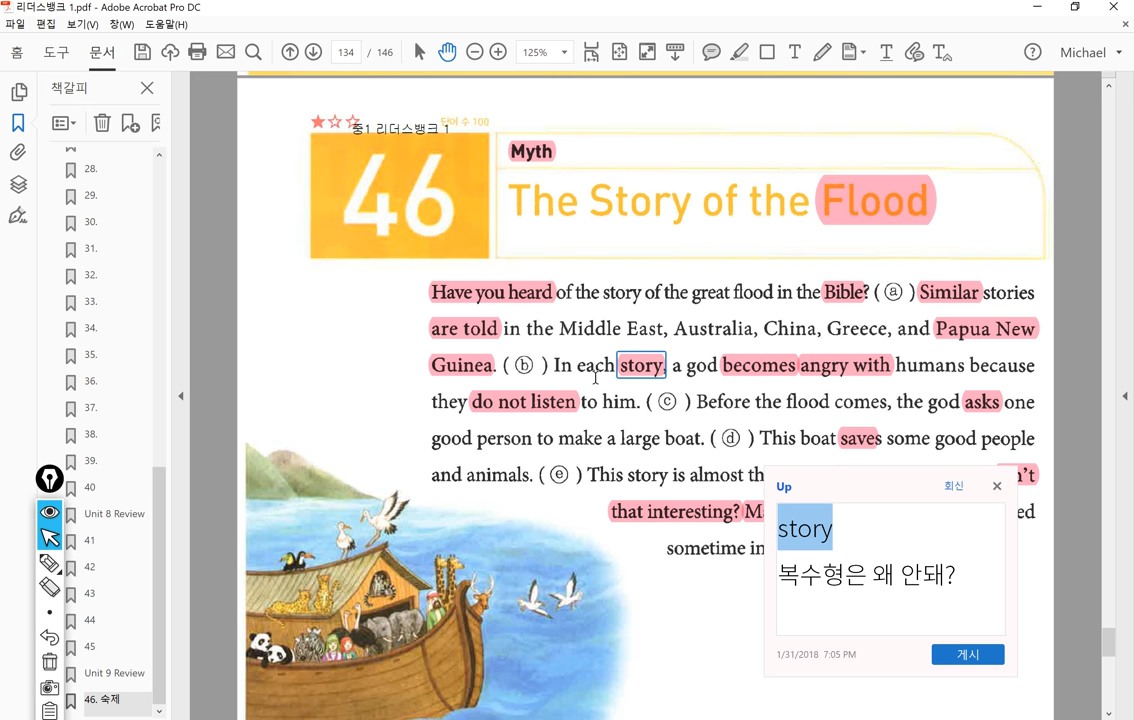 리더스뱅크 1.pdf - Adobe Acrobat Pro DC
파일 편집 보기(V) 창(W) 도움말(H)
홈 도구 문서 134 / 146 125% Michael
책갈피
28.
29.
30.
31.
32.
33.
34.
35.
36.
37.
38.
39.
40
Unit 8 Review
41
42
43
44
45
Unit 9 Review
46. 숙제
단어 수 100
중1 리더스뱅크 1
46
Myth
The Story of the Flood
Have you heard of the story of the great flood in the Bible? ( ⓐ ) Similar stories
are told in the Middle East, Australia, China, Greece, and Papua New
Guinea. ( ⓑ ) In each story, a god becomes angry with humans because
they do not listen to him. ( ⓒ ) Before the flood comes, the god asks one
good person to make a large boat. ( ⓓ ) This boat saves some good people
and animals. ( ⓔ ) This story is almost th n't
that interesting? M ed
sometime in
Up 회신
story
복수형은 왜 안돼?
1/31/2018 7:05 PM 게시